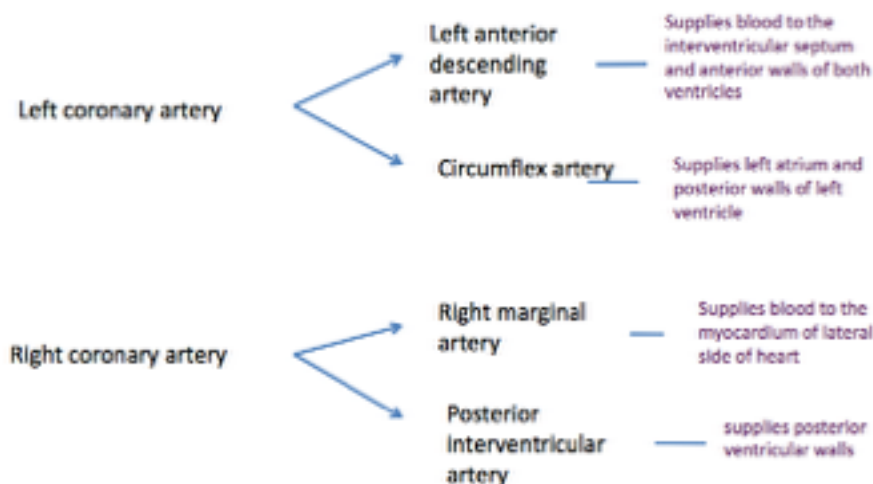 Left coronary artery
Left anterior
descending
artery
Supplies blood to the
interventricular septum
and anterior walls of both
ventricles
Circumflex artery
Supplies left atrium and
posterior walls of left
ventricle
Right coronary artery
Right marginal
artery
Supplies blood to the
myocardium of lateral
side of heart
Posterior
interventricular
artery
supplies posterior
ventricular walls